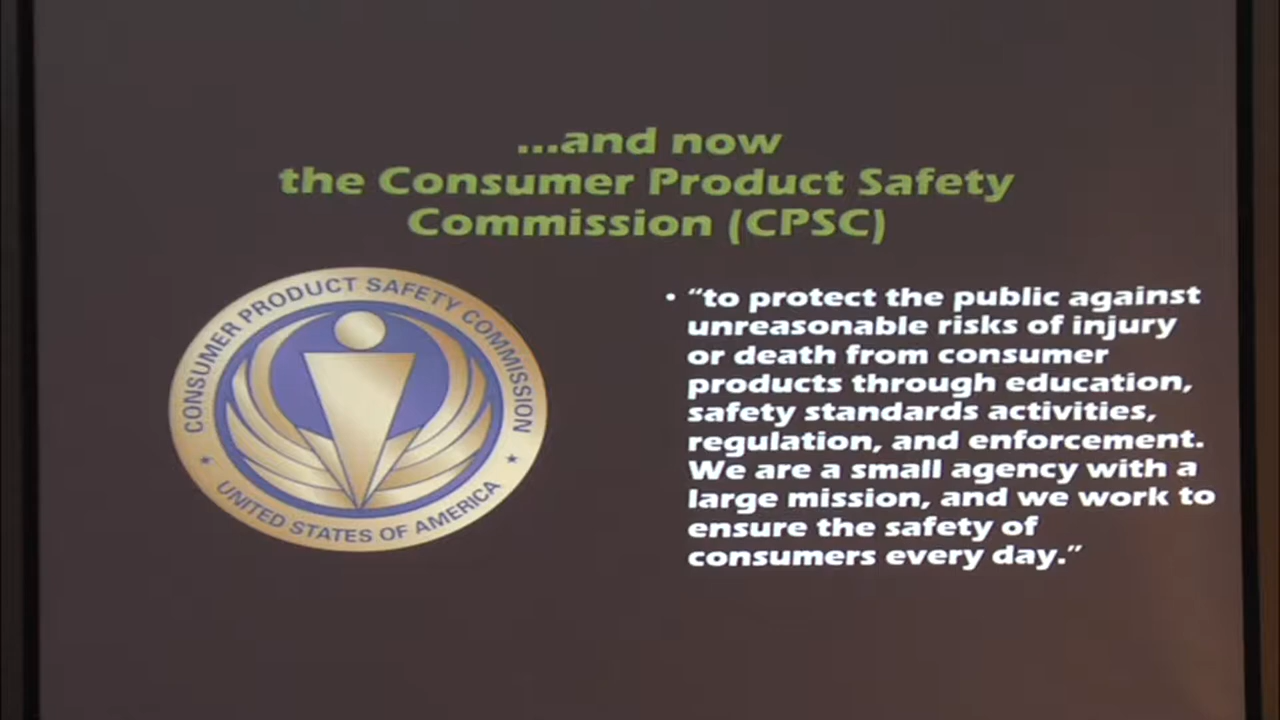 ...and now
the Consumer Product Safety
Commission (CPSC)
CONSUMER PRODUCT SAFETY COMMISSION
UNITED STATES OF AMERICA
• “to protect the public against
unreasonable risks of injury
or death from consumer
products through education,
safety standards activities,
regulation, and enforcement.
We are a small agency with a
large mission, and we work to
ensure the safety of
consumers every day.”